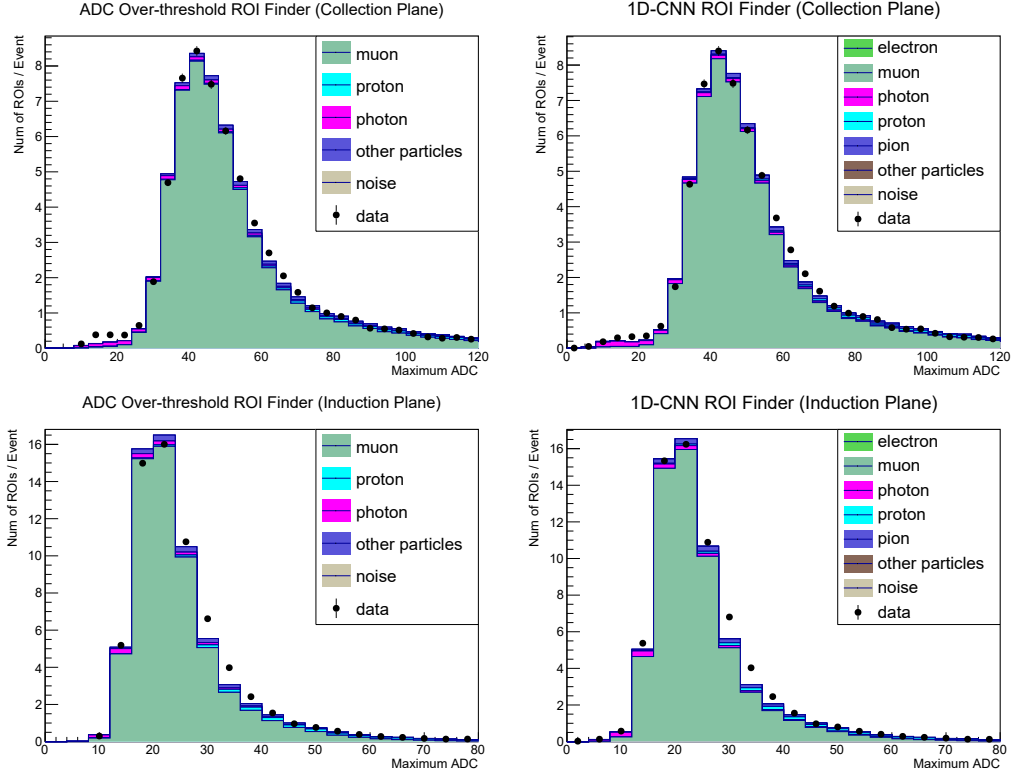 ADC Over-threshold ROI Finder (Collection Plane)
Num of ROIs / Event
8
7
6
5
4
3
2
1
0
0 20 40 60 80 100 120
Maximum ADC
muon
proton
photon
other particles
noise
data
1D-CNN ROI Finder (Collection Plane)
Num of ROIs / Event
8
7
6
5
4
3
2
1
0
0 20 40 60 80 100 120
Maximum ADC
electron
muon
photon
proton
pion
other particles
noise
data
ADC Over-threshold ROI Finder (Induction Plane)
Num of ROIs / Event
16
14
12
10
8
6
4
2
0
0 10 20 30 40 50 60 70 80
Maximum ADC
muon
proton
photon
other particles
noise
data
1D-CNN ROI Finder (Induction Plane)
Num of ROIs / Event
16
14
12
10
8
6
4
2
0
10 20 30 40 50 60 70 80
Maximum ADC
electron
muon
photon
proton
pion
other particles
noise
data